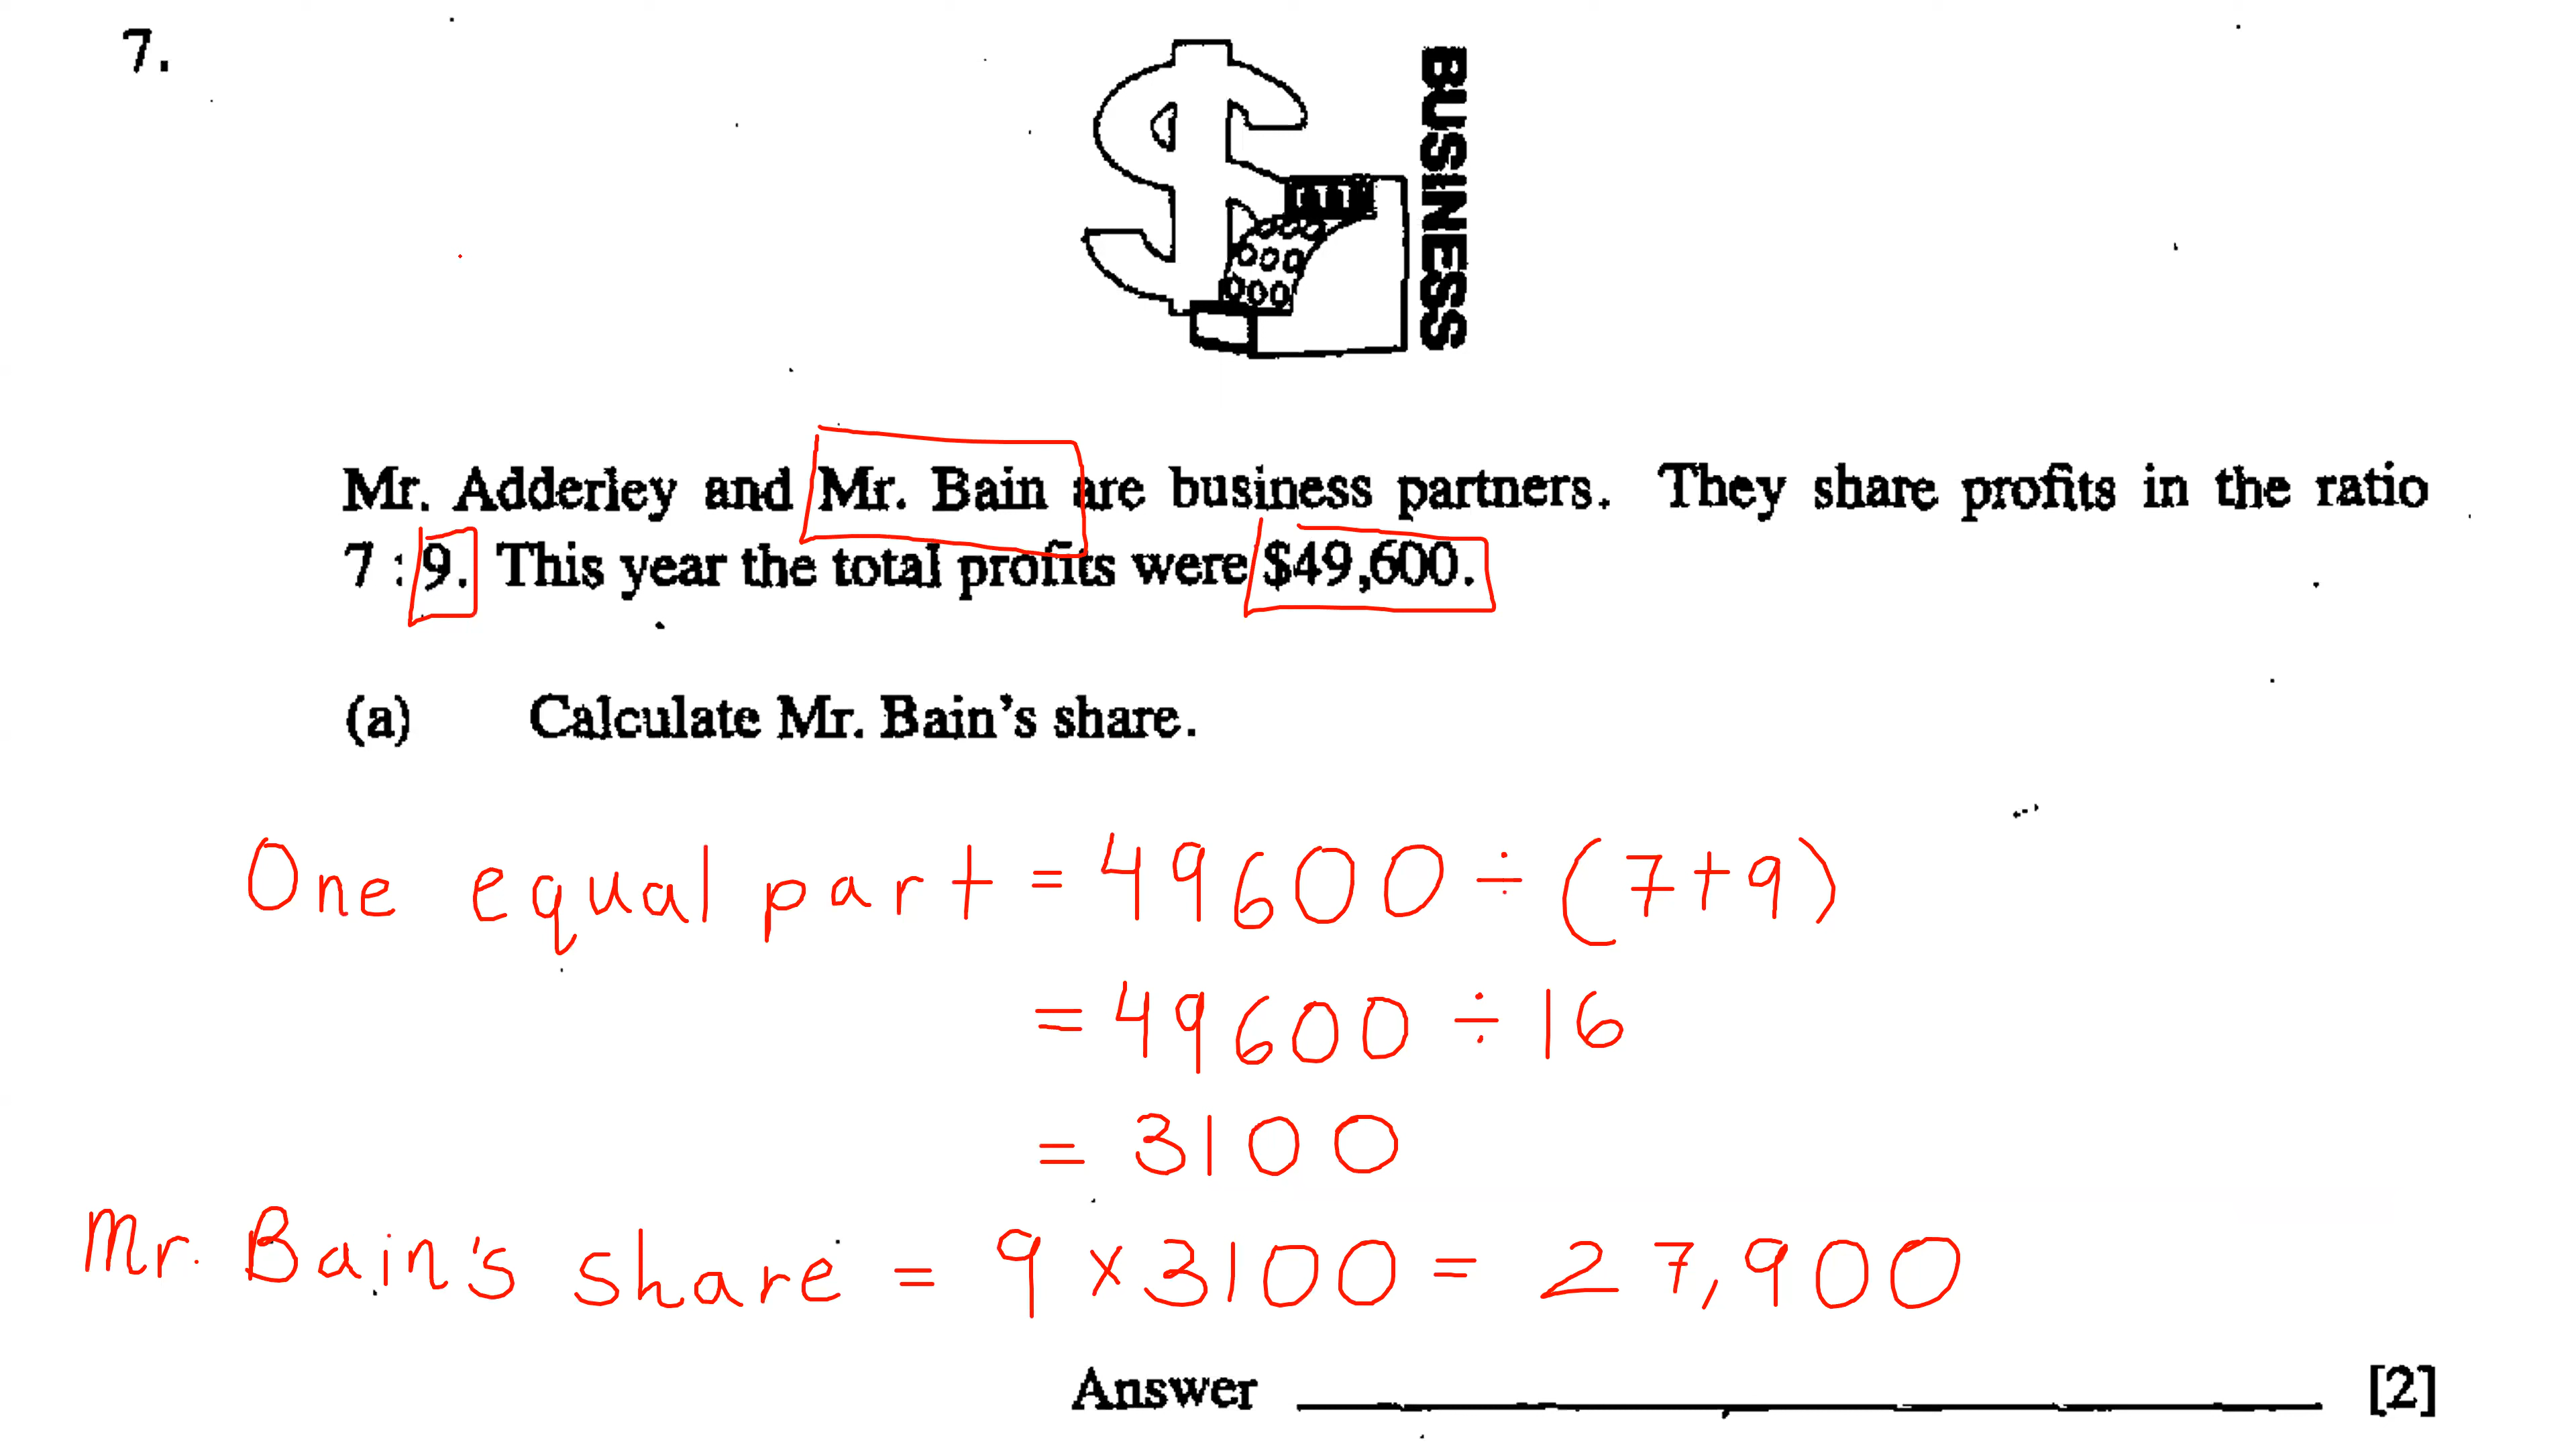 7.
BUSINESS
Mr. Adderley and Mr. Bain are business partners. They share profits in the ratio
7 : 9. This year the total profits were $49,600.
(a) Calculate Mr. Bain's share.
One equal part = 49600 ÷ (7+9)
= 49600 ÷ 16
= 3100
Mr. Bain's share = 9 × 3100 = 27,900
Answer [2]